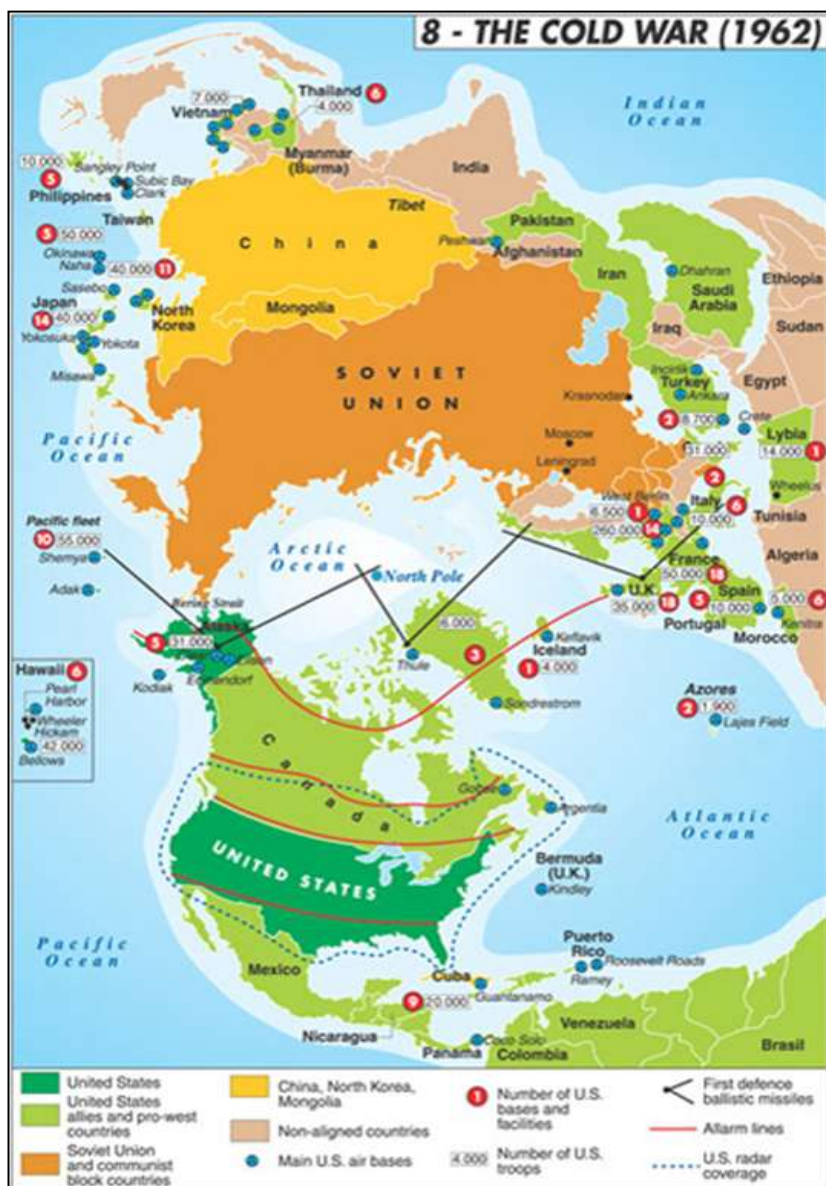 8 - THE COLD WAR (1962)
7.000
Thailand 6
4.000
Vietnam
Indian
Ocean
Myanmar
(Burma)
India
10.000
Sangley Point
5
Subic Bay
Clark
Philippines
Taiwan
Tibet
Pakistan
China
Peshwan
Afghanistan
5 50.000
Okinawa
Naha
40.000 11
Iran
Dhahran
Saudi
Arabia
Ethiopia
Sasebo
Mongolia
Japan
North
Korea
14 40.000
Iraq
Sudan
Yokosuka
Yokota
Misawa
SOVIET
UNION
Incirlik
Turkey
Ankara
Egypt
Krasnodar
2 8.700
Crete
Moscow
31.000
Lybia
14.000 1
Leningrad
Pacific
Ocean
2
Wheelus
West Berlin
6.500 1
Italy
6
10.000
Tunisia
260.000 14
Pacific fleet
10 55.000
Shemya
Arctic
Ocean
North Pole
Algeria
France
50.000 18
Adak
U.K.
35.000 18
5
Spain
10.000
5.000 6
Portugal
Morocco
Kenitra
Alaska
5 31.000
6.000
Keflavik
Iceland
1 4.000
Thule
3
Kodiak
Sondrestrom
Hawaii 6
Pearl
Harbor
Wheeler
Hickam
42.000
Bellows
Azores
2 1.900
Lajes Field
Canada
Goose
Argentia
Atlantic
Ocean
UNITED STATES
Bermuda
(U.K.)
Kindley
Pacific
Ocean
Puerto
Rico
Roosevelt Roads
Ramey
Mexico
Cuba
Guahtanamo
9 20.000
Nicaragua
Venezuela
Panama
Coco Solo
Colombia
Brasil
United States
United States
allies and pro-west
countries
Soviet Union
and communist
block countries
China, North Korea,
Mongolia
Non-aligned countries
Main U.S. air bases
1 Number of U.S.
bases and
facilities
4.000 Number of U.S.
troops
First defence
ballistic missiles
Allarm lines
U.S. radar
coverage